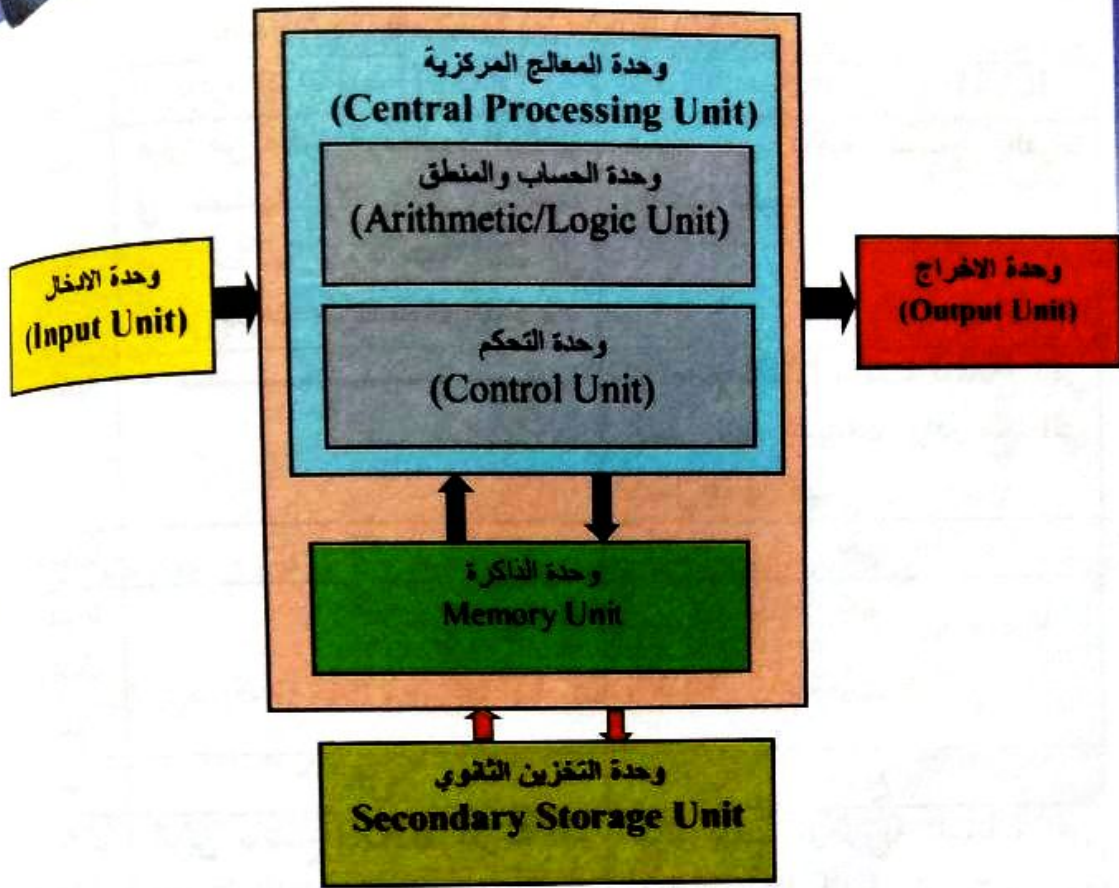 وحدة المعالج المركزية
(Central Processing Unit)
وحدة الحساب والمنطق
(Arithmetic/Logic Unit)
وحدة الادخال
(Input Unit)
وحدة الاخراج
(Output Unit)
وحدة التحكم
(Control Unit)
وحدة الذاكرة
Memory Unit
وحدة التخزين الثانوي
Secondary Storage Unit